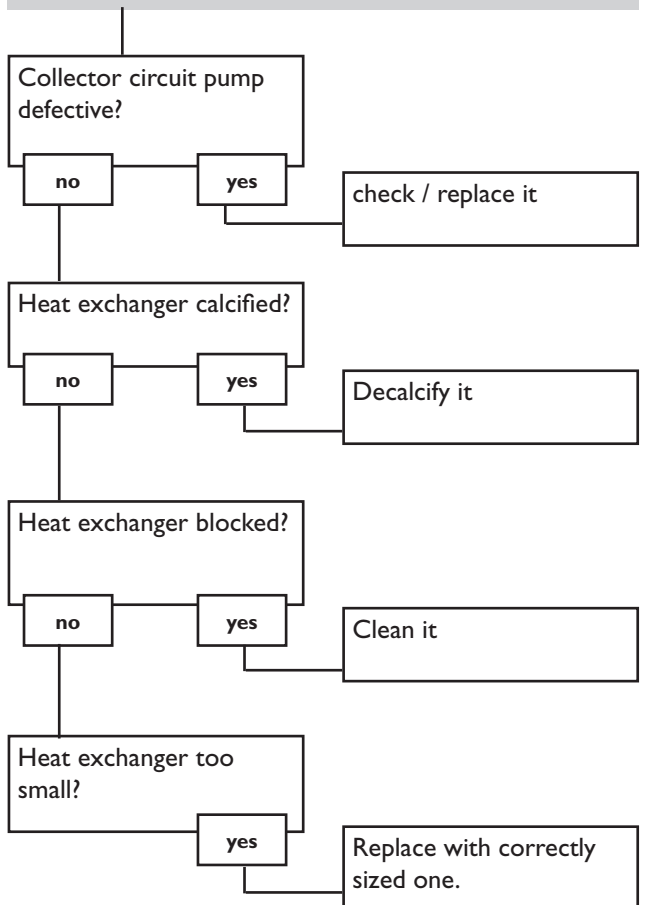 Collector circuit pump
defective?
no
yes
check / replace it
Heat exchanger calcified?
no
yes
Decalcify it
Heat exchanger blocked?
no
yes
Clean it
Heat exchanger too
small?
yes
Replace with correctly
sized one.